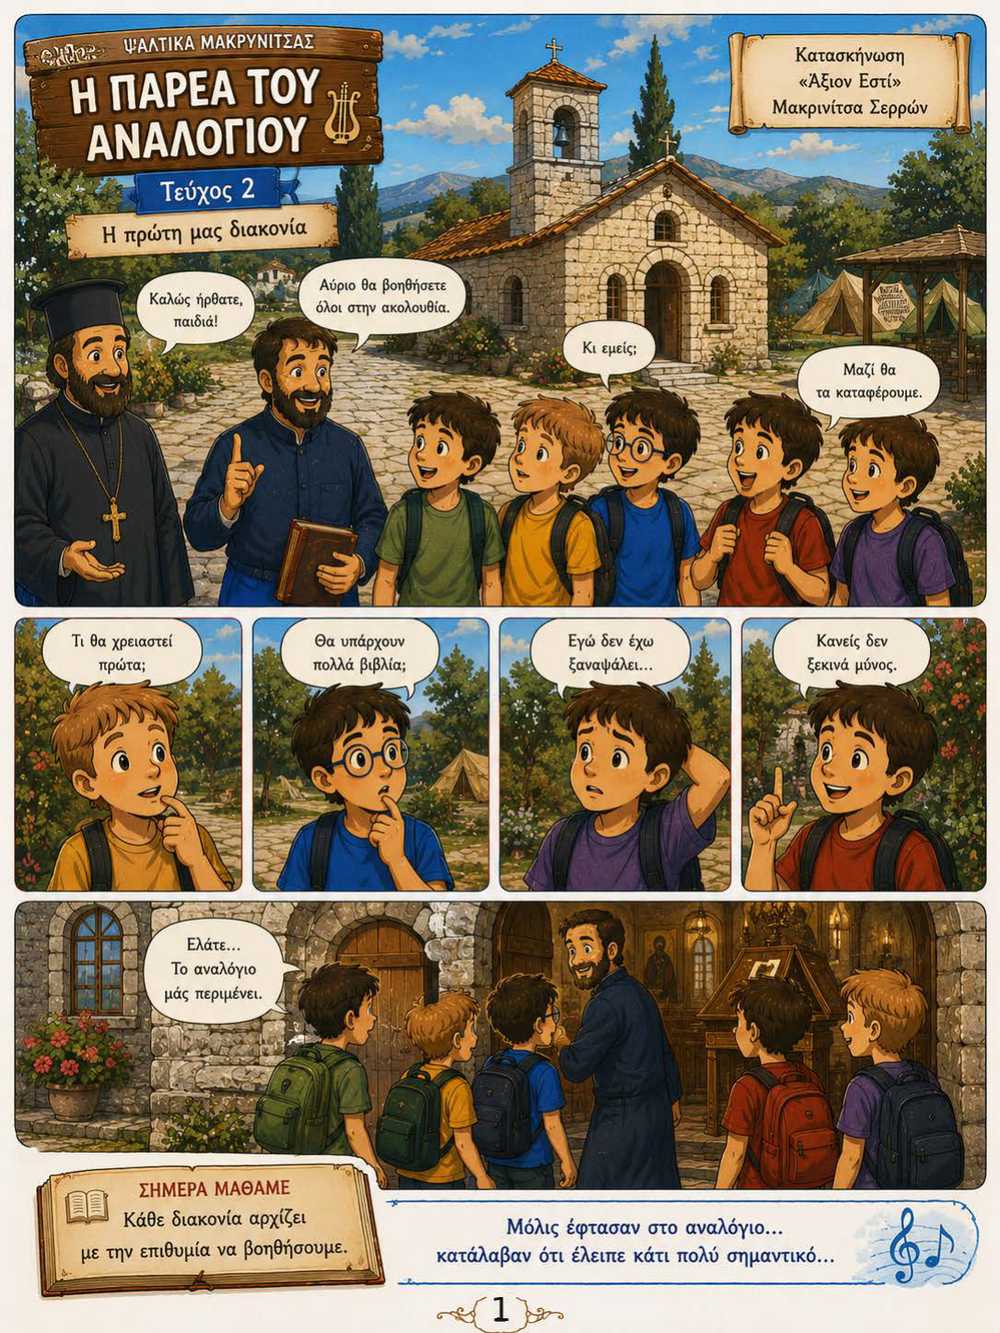 ΨΑΛΤΙΚΑ ΜΑΚΡΥΝΙΤΣΑΣ
Η ΠΑΡΕΑ ΤΟΥ
ΑΝΑΛΟΓΙΟΥ
Τεύχος 2
Η πρώτη μας διακονία
Κατασκήνωση
«Άξιον Εστί»
Μακρινίτσα Σερρών
Καλώς ήρθατε,
παιδιά!
Αύριο θα βοηθήσετε
όλοι στην ακολουθία.
Κι εμείς;
Μαζί θα
τα καταφέρουμε.
Τι θα χρειαστεί
πρώτα;
Θα υπάρχουν
πολλά βιβλία;
Εγώ δεν έχω
ξαναψάλει...
Κανείς δεν
ξεκινά μόνος.
Ελάτε...
Το αναλόγιο
μάς περιμένει.
ΣΗΜΕΡΑ ΜΑΘΑΜΕ
Κάθε διακονία αρχίζει
με την επιθυμία να βοηθήσουμε.
Μόλις έφτασαν στο αναλόγιο...
κατάλαβαν ότι έλειπε κάτι πολύ σημαντικό...
1